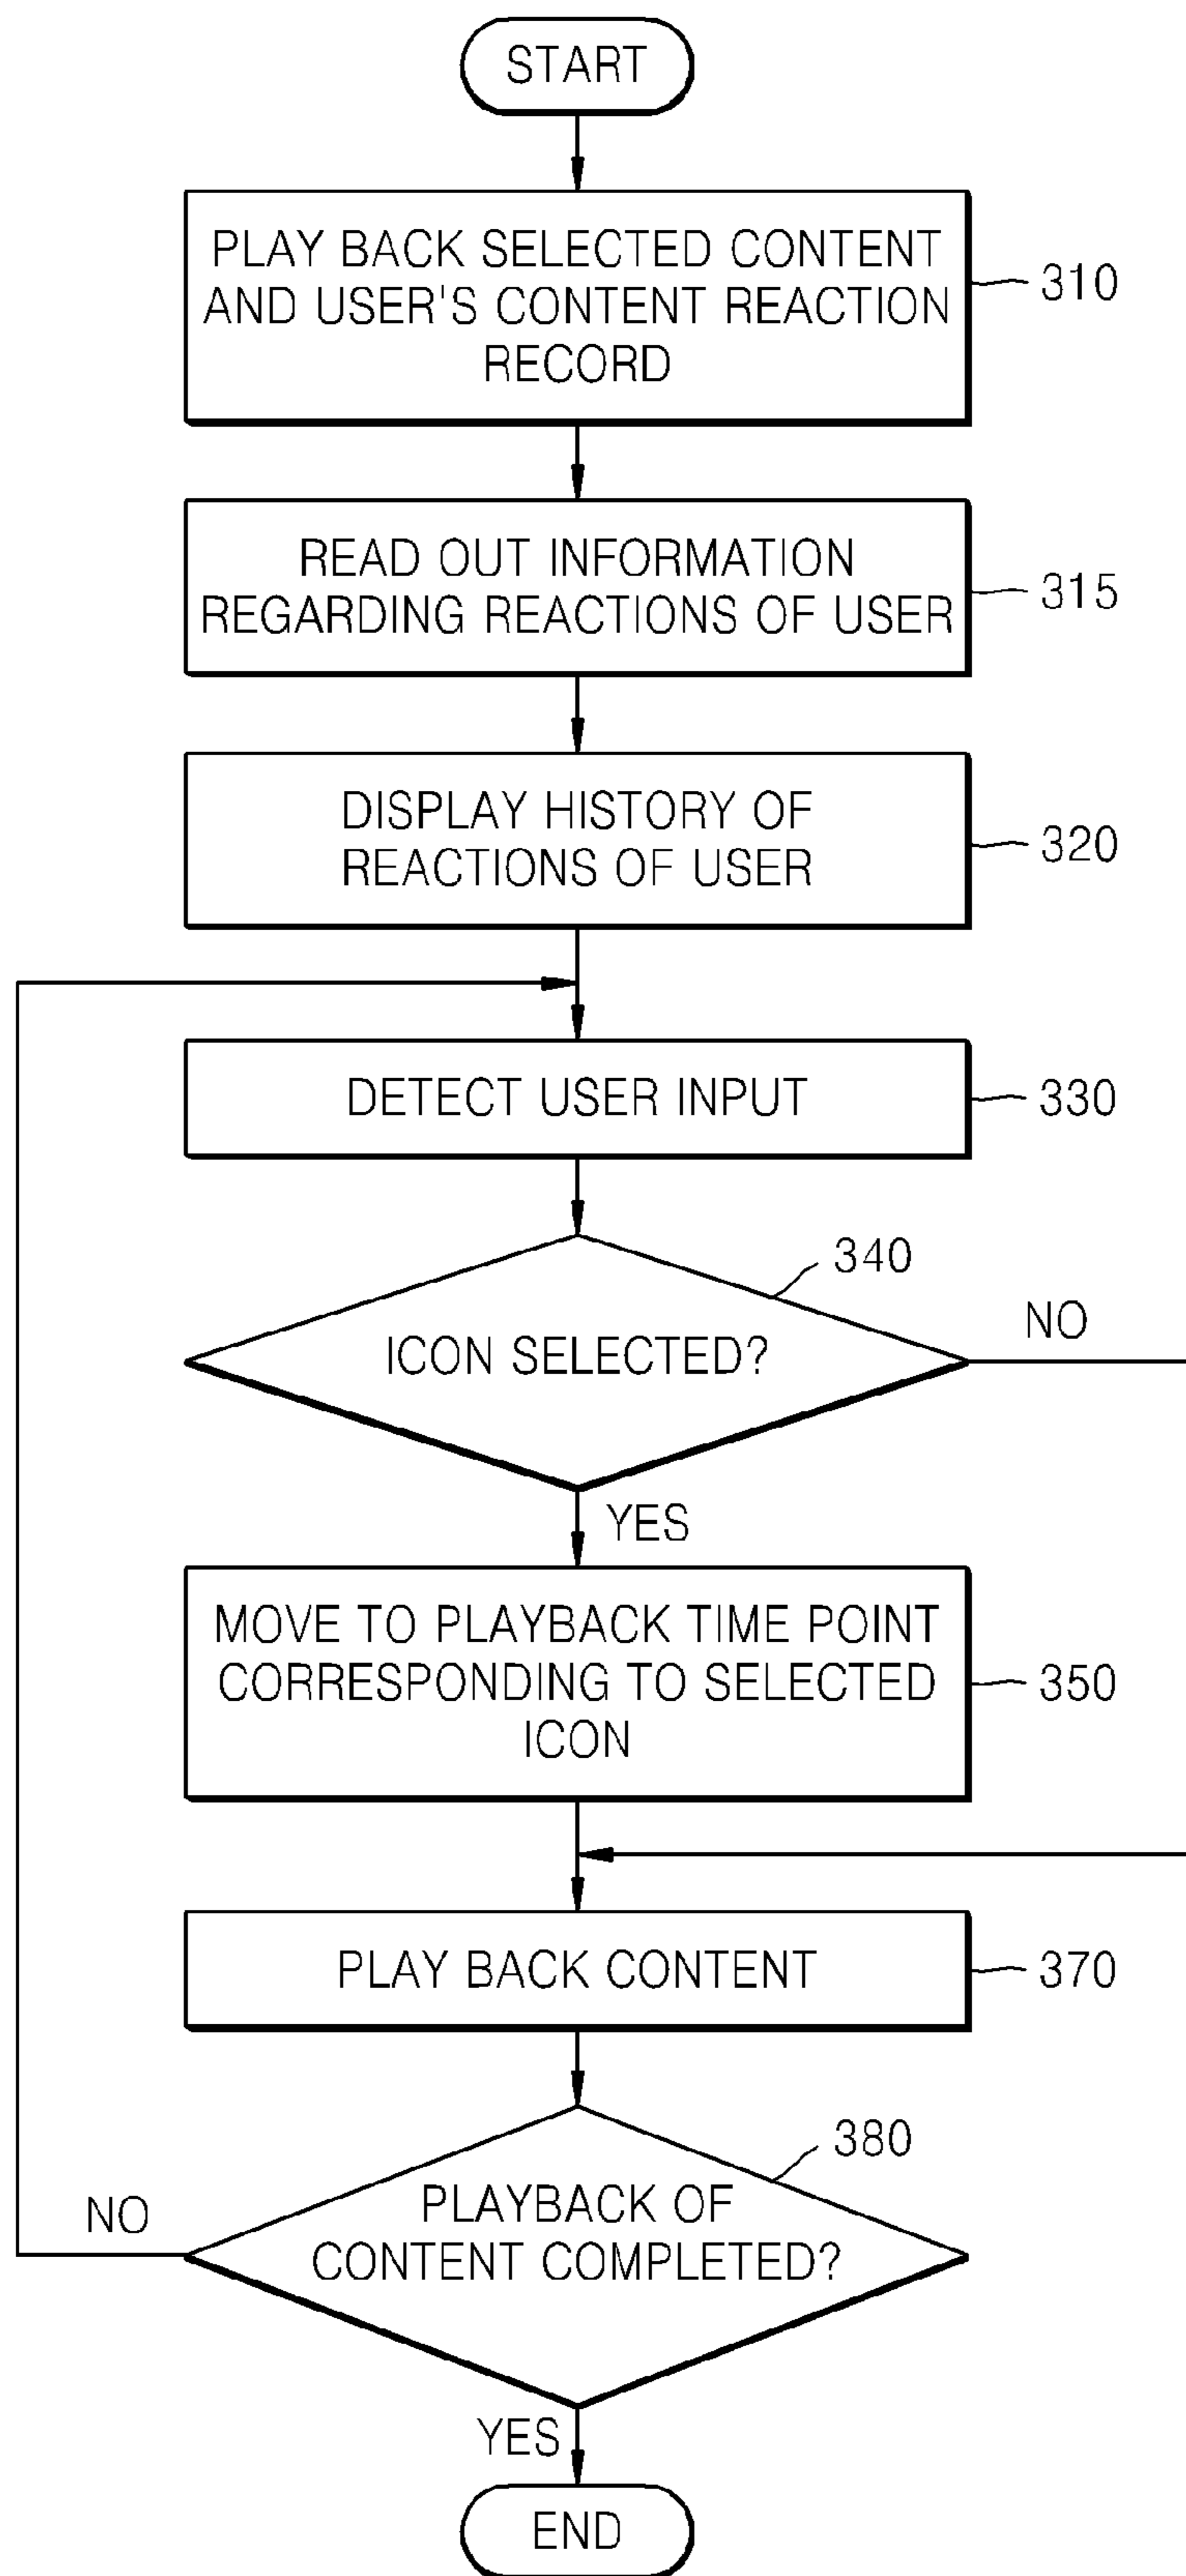 START
PLAY BACK SELECTED CONTENT
AND USER'S CONTENT REACTION
RECORD
310
READ OUT INFORMATION
REGARDING REACTIONS OF USER
315
DISPLAY HISTORY OF
REACTIONS OF USER
320
DETECT USER INPUT
330
340
ICON SELECTED?
NO
YES
MOVE TO PLAYBACK TIME POINT
CORRESPONDING TO SELECTED
ICON
350
PLAY BACK CONTENT
370
380
PLAYBACK OF
CONTENT COMPLETED?
NO
YES
END